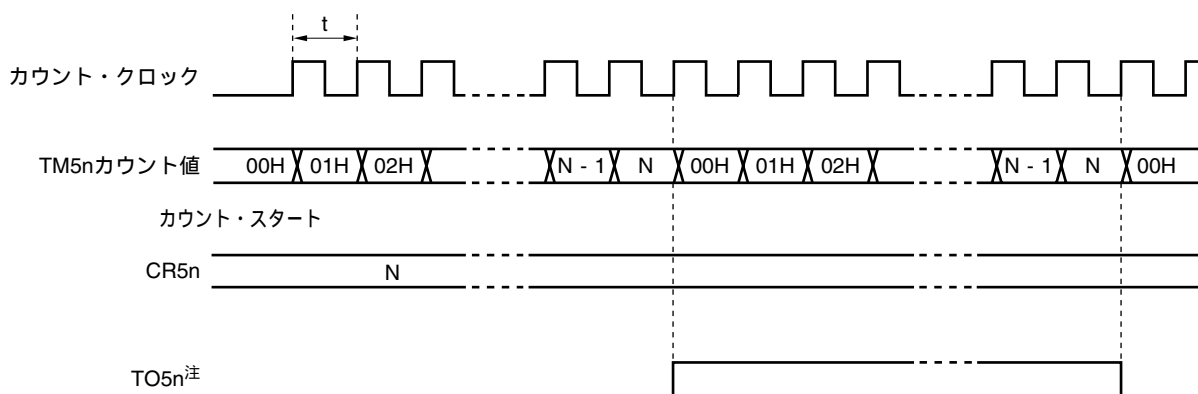 t
カウント・クロック
TM5nカウント値 00H 01H 02H N - 1 N 00H 01H 02H N - 1 N 00H
カウント・スタート
CR5n N
TO5n注